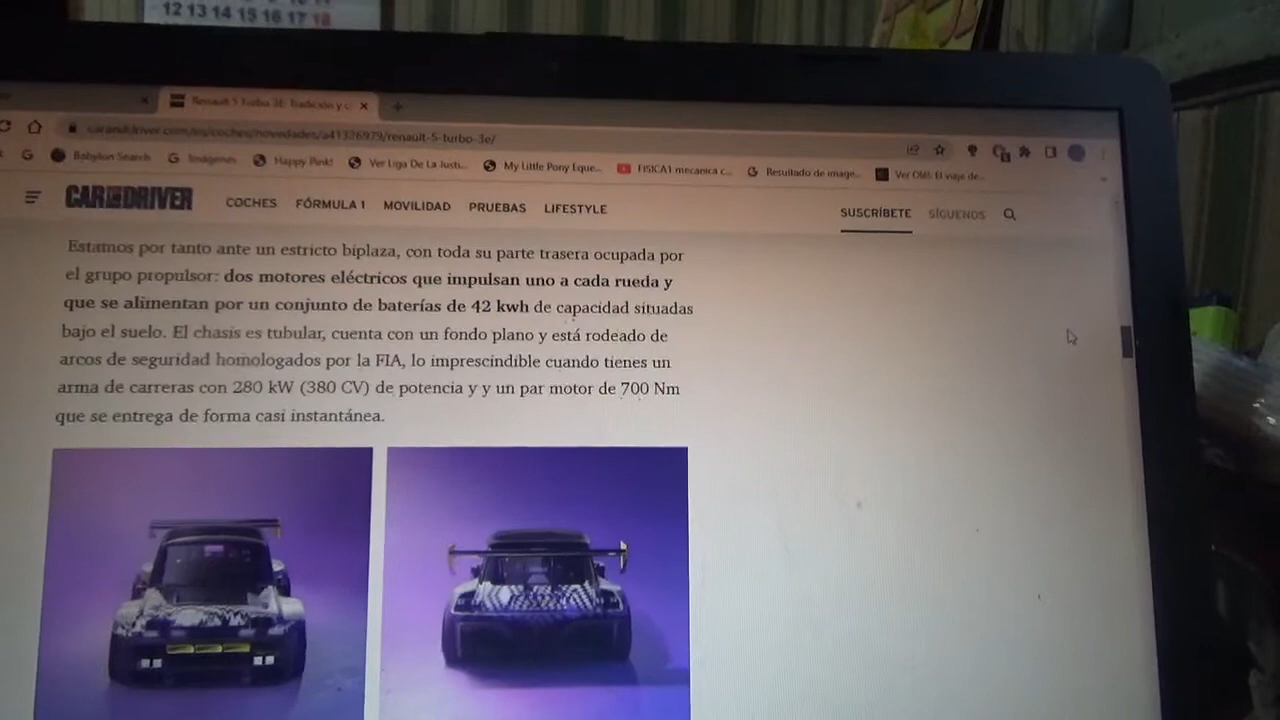 12 13 14 15 16 17 18
Renault 5 Turbo 3E: Tradición y c
carandriver.com/es/coches/novedades/a41326979/renault-5-turbo-3e/
Babylon Search
Imágenes
Happy Pink!
Ver Liga De La Justi...
My Little Pony Eque...
FISICA1 mecanica c...
Resultado de image...
Ver Olé!: El viaje de...
CAR AND DRIVER
COCHES
FÓRMULA 1
MOVILIDAD
PRUEBAS
LIFESTYLE
SUSCRÍBETE
SÍGUENOS
Estamos por tanto ante un estricto biplaza, con toda su parte trasera ocupada por
el grupo propulsor: dos motores eléctricos que impulsan uno a cada rueda y
que se alimentan por un conjunto de baterías de 42 kwh de capacidad situadas
bajo el suelo. El chasis es tubular, cuenta con un fondo plano y está rodeado de
arcos de seguridad homologados por la FIA, lo imprescindible cuando tienes un
arma de carreras con 280 kW (380 CV) de potencia y y un par motor de 700 Nm
que se entrega de forma casi instantánea.